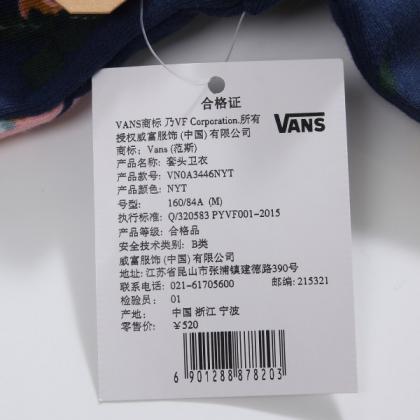 合格证
VANS商标 乃VF Corporation.所有
授权威富服饰 (中国) 有限公司
VANS
商标: Vans (范斯)
产品名称: 套头卫衣
产品款号: VN0A3446NYT
产品颜色: NYT
号型: 160/84A (M)
执行标准: Q/320583 PYVF001-2015
产品等级: 合格品
安全技术类别: B类
威富服饰 (中国) 有限公司
地址: 江苏省昆山市张浦镇建德路390号
联系电话: 021-61705600 邮编: 215321
检验员: 01
产地: 中国 浙江 宁波
零售价: ￥520
6 901288 878203